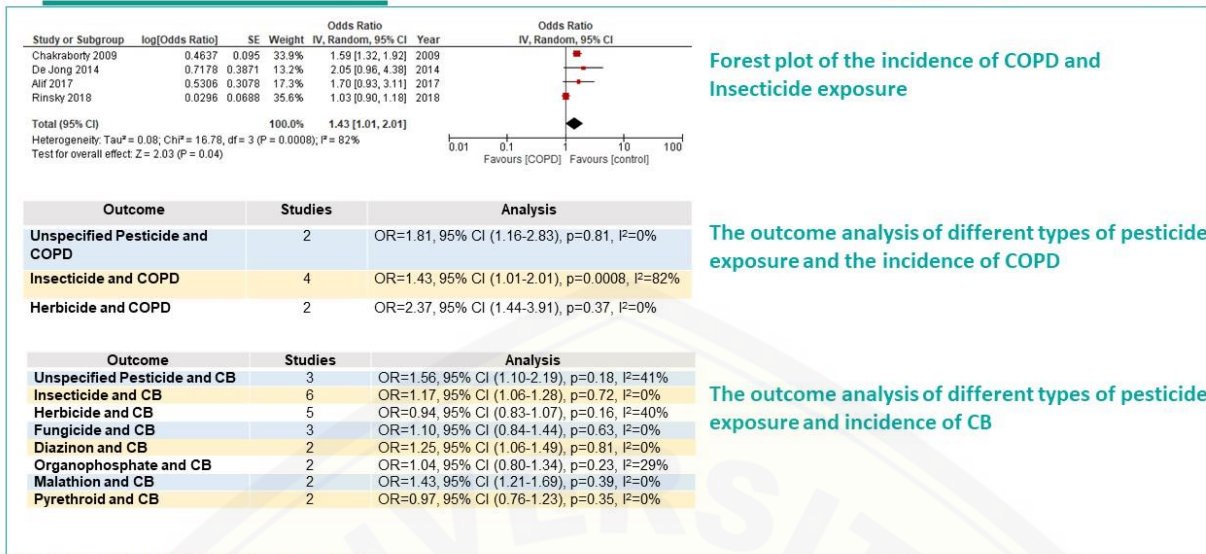 Odds Ratio Odds Ratio
Study or Subgroup log[Odds Ratio] SE Weight IV, Random, 95% CI Year IV, Random, 95% CI
Chakraborty 2009 0.4637 0.095 33.9% 1.59 [1.32, 1.92] 2009
De Jong 2014 0.7178 0.3871 13.2% 2.05 [0.96, 4.38] 2014
Alif 2017 0.5306 0.3078 17.3% 1.70 [0.93, 3.11] 2017
Rinsky 2018 0.0296 0.0688 35.6% 1.03 [0.90, 1.18] 2018
Total (95% CI) 100.0% 1.43 [1.01, 2.01]
Heterogeneity: Tau² = 0.08; Chi² = 16.78, df = 3 (P = 0.0008); I² = 82%
Test for overall effect: Z = 2.03 (P = 0.04)
0.01 0.1 1 10 100
Favours [COPD] Favours [control]
Forest plot of the incidence of COPD and
Insecticide exposure
Outcome Studies Analysis
Unspecified Pesticide and
COPD
2 OR=1.81, 95% CI (1.16-2.83), p=0.81, I²=0%
Insecticide and COPD 4 OR=1.43, 95% CI (1.01-2.01), p=0.0008, I²=82%
Herbicide and COPD 2 OR=2.37, 95% CI (1.44-3.91), p=0.37, I²=0%
The outcome analysis of different types of pesticide
exposure and the incidence of COPD
Outcome Studies Analysis
Unspecified Pesticide and CB 3 OR=1.56, 95% CI (1.10-2.19), p=0.18, I²=41%
Insecticide and CB 6 OR=1.17, 95% CI (1.06-1.28), p=0.72, I²=0%
Herbicide and CB 5 OR=0.94, 95% CI (0.83-1.07), p=0.16, I²=40%
Fungicide and CB 3 OR=1.10, 95% CI (0.84-1.44), p=0.63, I²=0%
Diazinon and CB 2 OR=1.25, 95% CI (1.06-1.49), p=0.81, I²=0%
Organophosphate and CB 2 OR=1.04, 95% CI (0.80-1.34), p=0.23, I²=29%
Malathion and CB 2 OR=1.43, 95% CI (1.21-1.69), p=0.39, I²=0%
Pyrethroid and CB 2 OR=0.97, 95% CI (0.76-1.23), p=0.35, I²=0%
The outcome analysis of different types of pesticide
exposure and incidence of CB